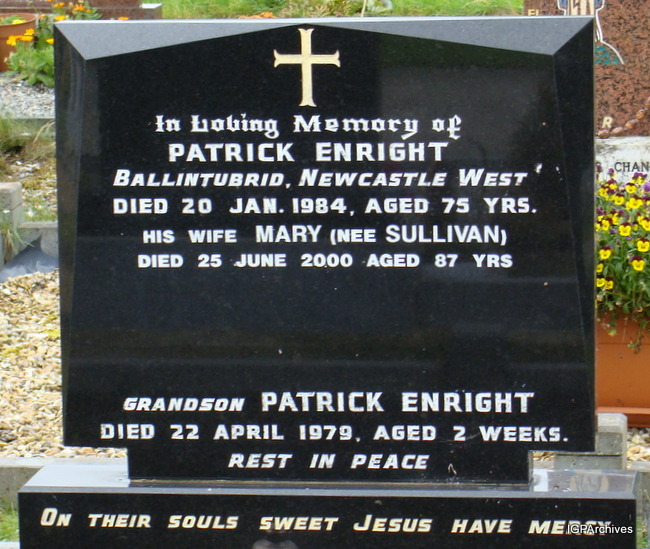 In Loving Memory of
PATRICK ENRIGHT
BALLINTUBRID, NEWCASTLE WEST
DIED 20 JAN. 1984, AGED 75 YRS.
HIS WIFE MARY (NEE SULLIVAN)
DIED 25 JUNE 2000 AGED 87 YRS
GRANDSON PATRICK ENRIGHT
DIED 22 APRIL 1979, AGED 2 WEEKS.
REST IN PEACE
ON THEIR SOULS SWEET JESUS HAVE MERCY
IGPArchives